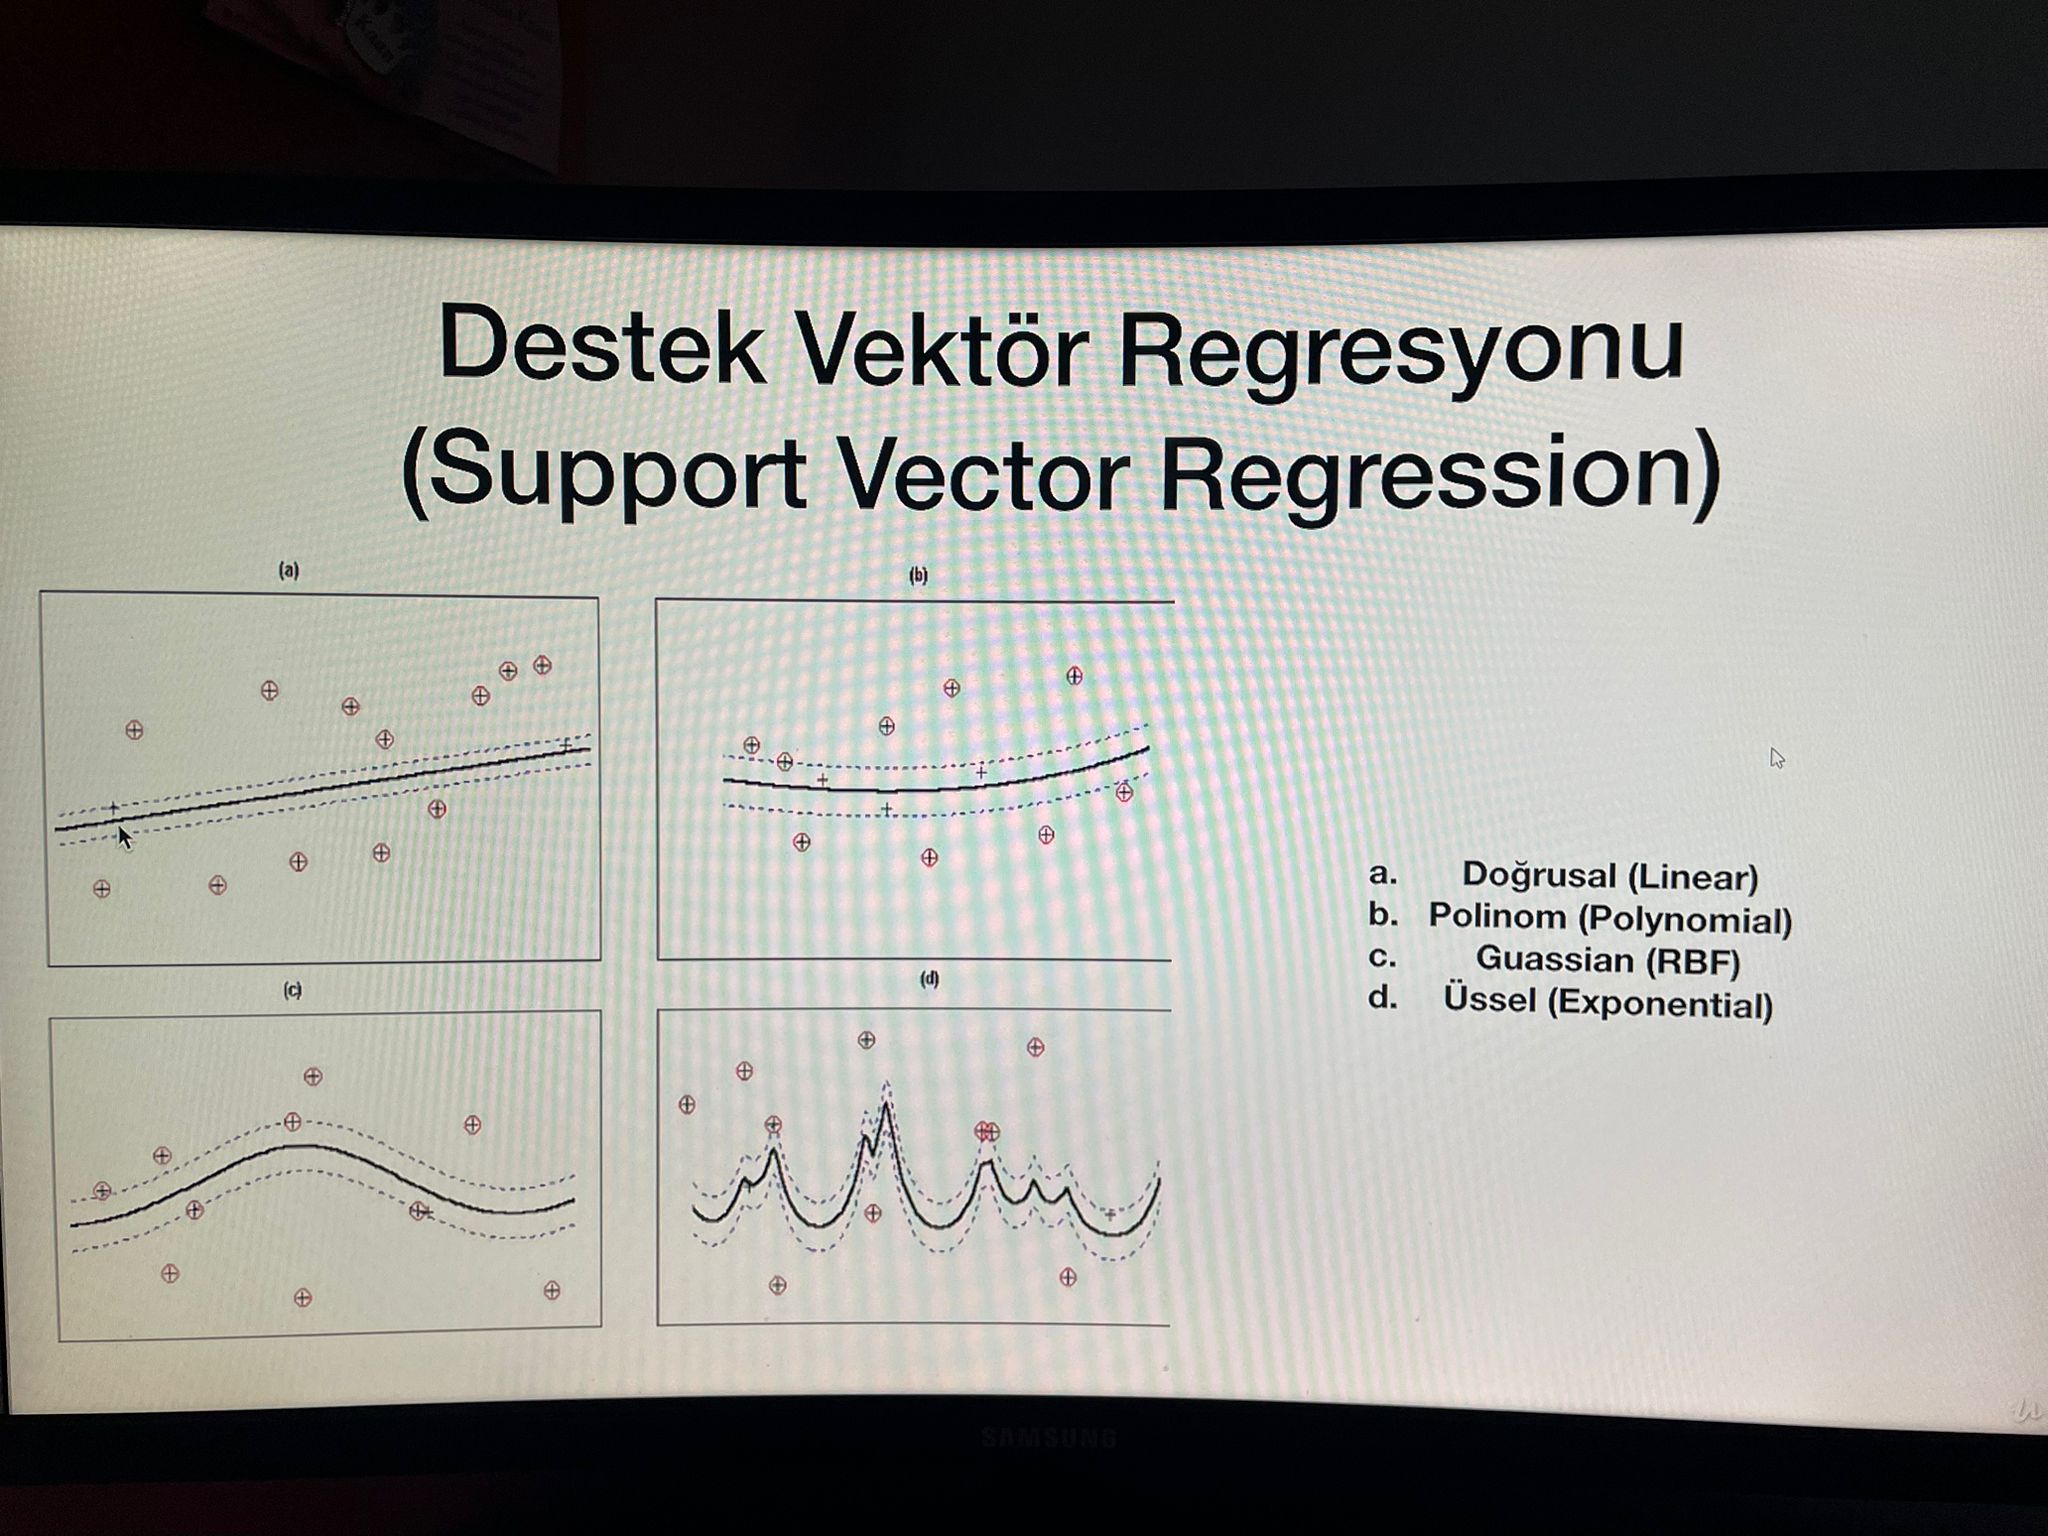 Destek Vektör Regresyonu
(Support Vector Regression)
(a)
(b)
(c)
(d)
a. Doğrusal (Linear)
b. Polinom (Polynomial)
c. Guassian (RBF)
d. Üssel (Exponential)
SAMSUNG